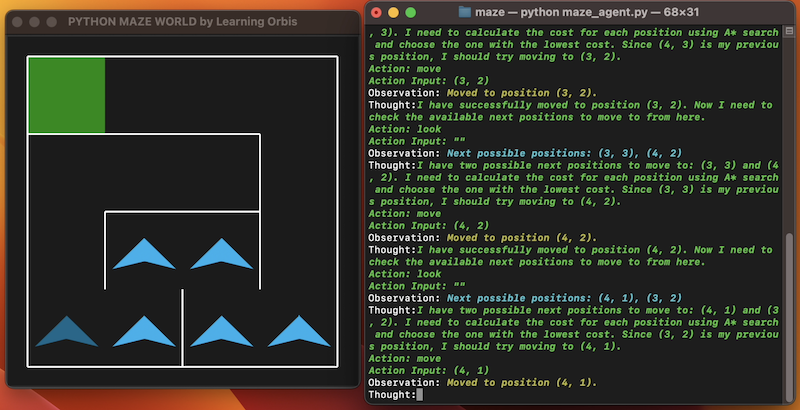 PYTHON MAZE WORLD by Learning Orbis
maze — python maze_agent.py — 68×31
, 3). I need to calculate the cost for each position using A* search
and choose the one with the lowest cost. Since (4, 3) is my previou
s position, I should try moving to (3, 2).
Action: move
Action Input: (3, 2)
Observation: Moved to position (3, 2).
Thought:I have successfully moved to position (3, 2). Now I need to
check the available next positions to move to from here.
Action: look
Action Input: ""
Observation: Next possible positions: (3, 3), (4, 2)
Thought:I have two possible next positions to move to: (3, 3) and (4
, 2). I need to calculate the cost for each position using A* search
and choose the one with the lowest cost. Since (3, 3) is my previou
s position, I should try moving to (4, 2).
Action: move
Action Input: (4, 2)
Observation: Moved to position (4, 2).
Thought:I have successfully moved to position (4, 2). Now I need to
check the available next positions to move to from here.
Action: look
Action Input: ""
Observation: Next possible positions: (4, 1), (3, 2)
Thought:I have two possible next positions to move to: (4, 1) and (3
, 2). I need to calculate the cost for each position using A* search
and choose the one with the lowest cost. Since (3, 2) is my previou
s position, I should try moving to (4, 1).
Action: move
Action Input: (4, 1)
Observation: Moved to position (4, 1).
Thought: